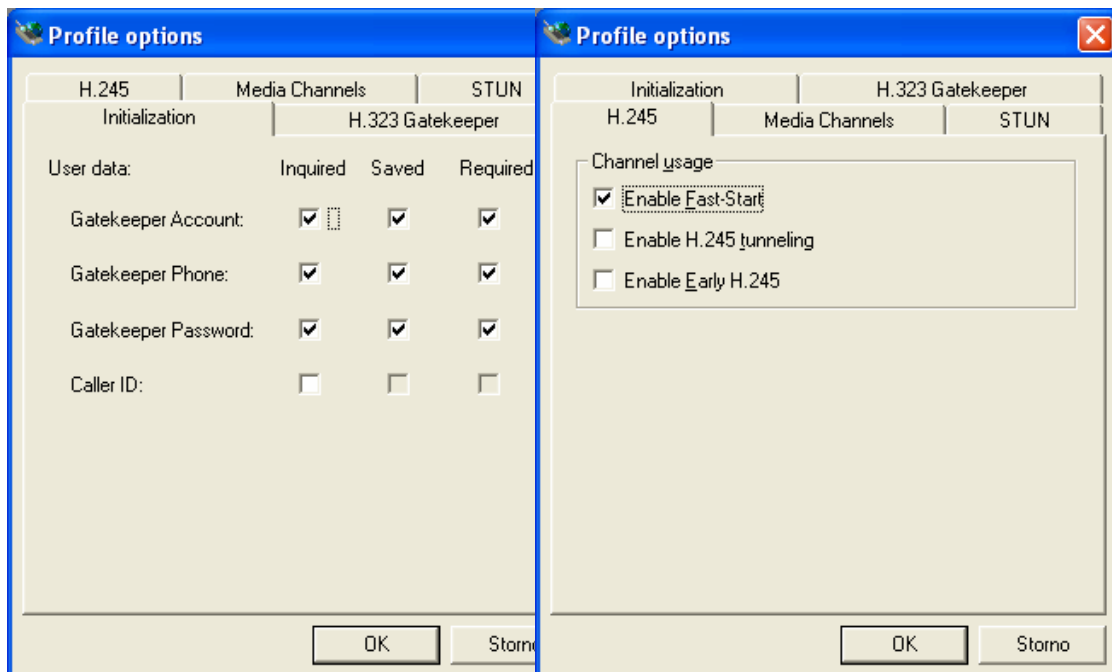 Profile options
H.245 Media Channels STUN
Initialization H.323 Gatekeeper
User data: Inquired Saved Required
Gatekeeper Account:
Gatekeeper Phone:
Gatekeeper Password:
Caller ID:
OK Storno
Profile options
Initialization H.323 Gatekeeper
H.245 Media Channels STUN
Channel usage
Enable Fast-Start
Enable H.245 tunneling
Enable Early H.245
OK Storno